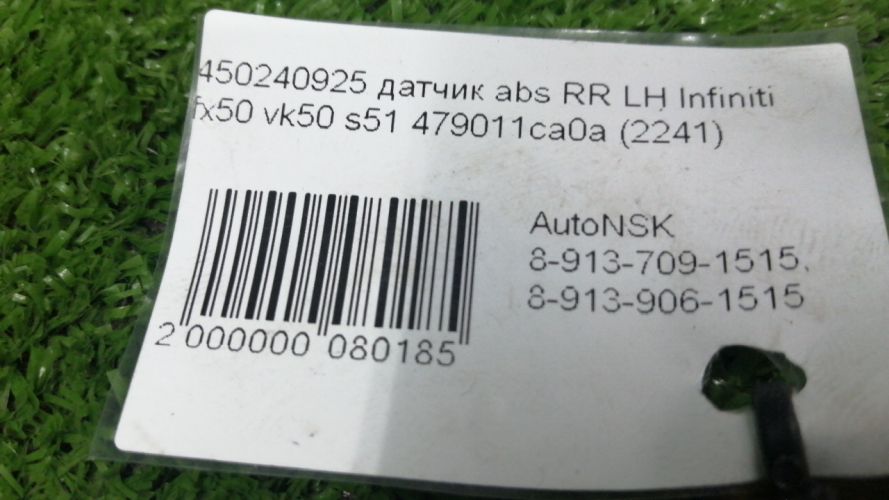 450240925 датчик abs RR LH Infiniti
fx50 vk50 s51 479011ca0a (2241)
AutoNSK
8-913-709-1515,
8-913-906-1515
2 000000 080185